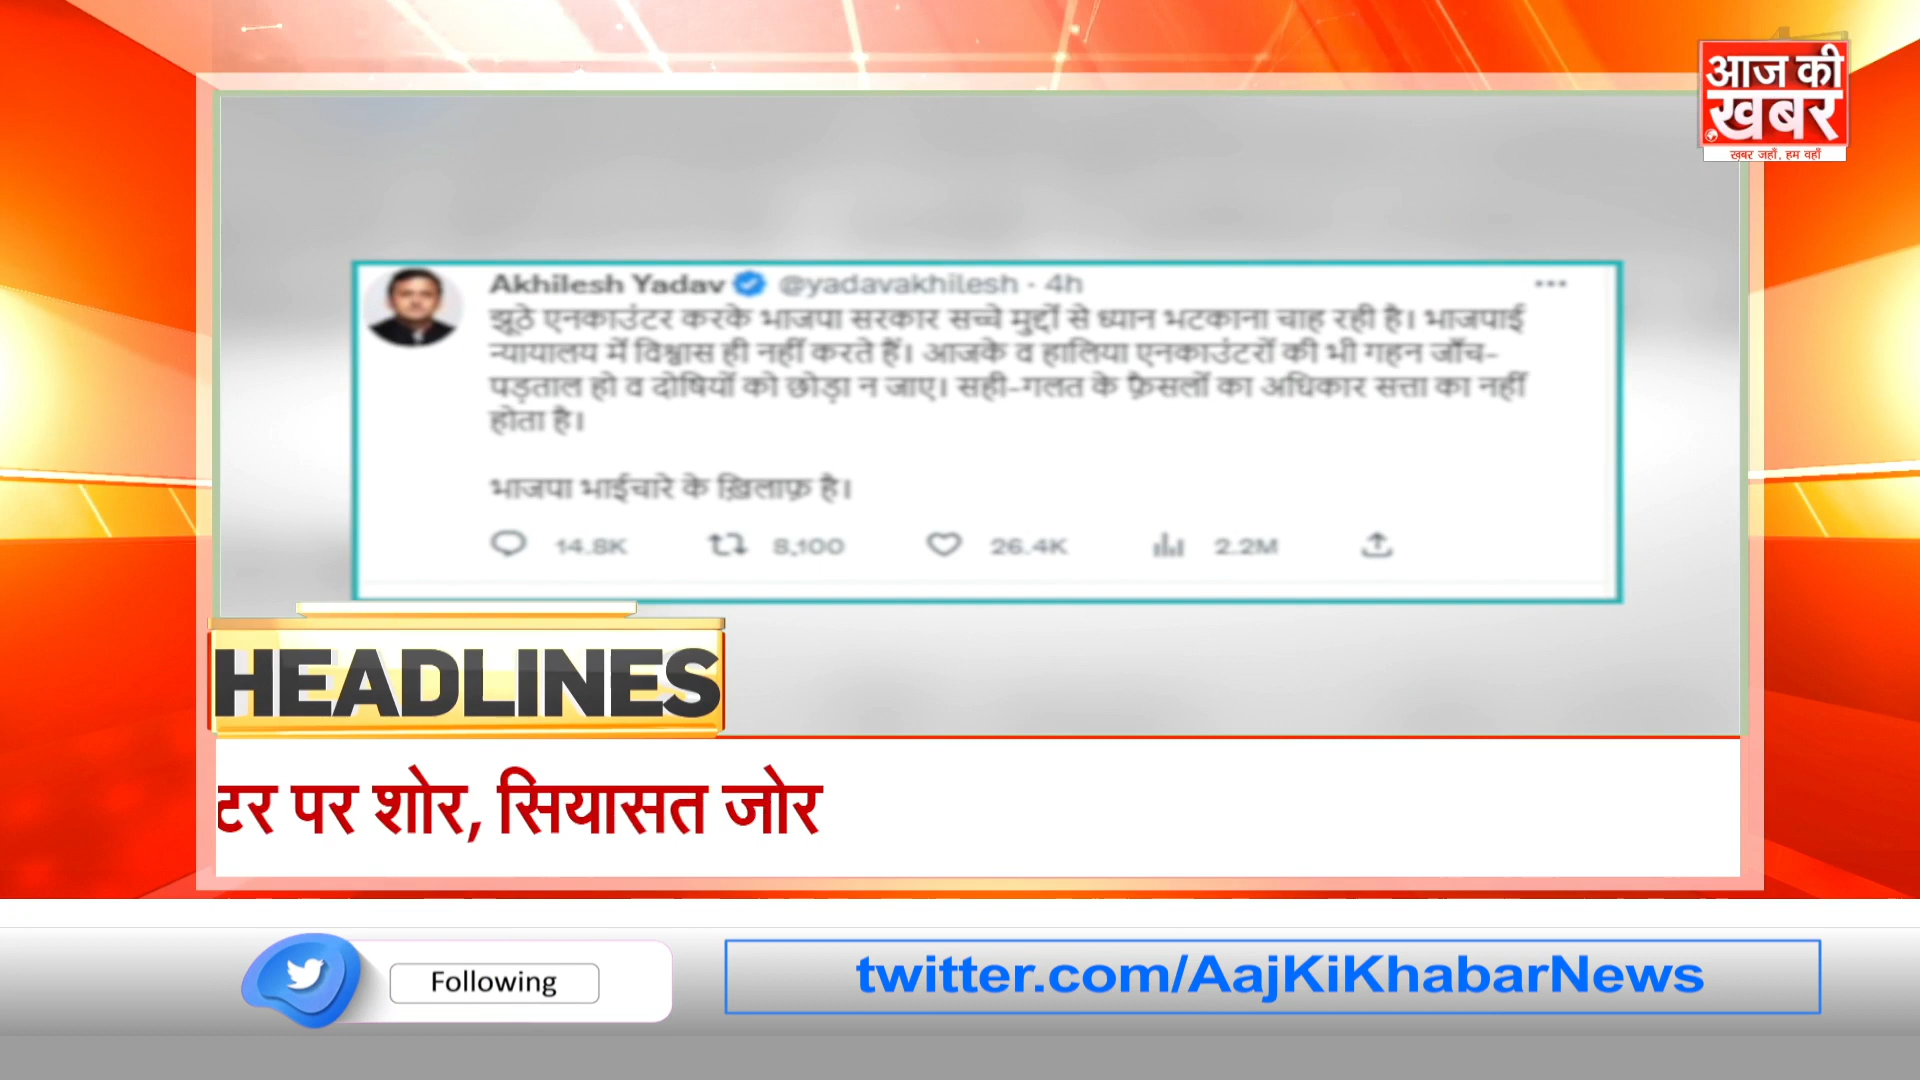 आज की
ख़बर
ख़बर जहाँ, हम वहाँ
Akhilesh Yadav @yadavakhilesh · 4h
झूठे एनकाउंटर करके भाजपा सरकार सच्चे मुद्दों से ध्यान भटकाना चाह रही है। भाजपाई
न्यायालय में विश्वास ही नहीं करते हैं। आजके व हालिया एनकाउंटरों की भी गहन जाँच-
पड़ताल हो व दोषियों को छोड़ा न जाए। सही-गलत के फ़ैसलों का अधिकार सत्ता का नहीं
होता है।
भाजपा भाईचारे के ख़िलाफ़ है।
14.8K 8,100 26.4K 2.2M
HEADLINES
टर पर शोर, सियासत जोर
Following
twitter.com/AajKiKhabarNews